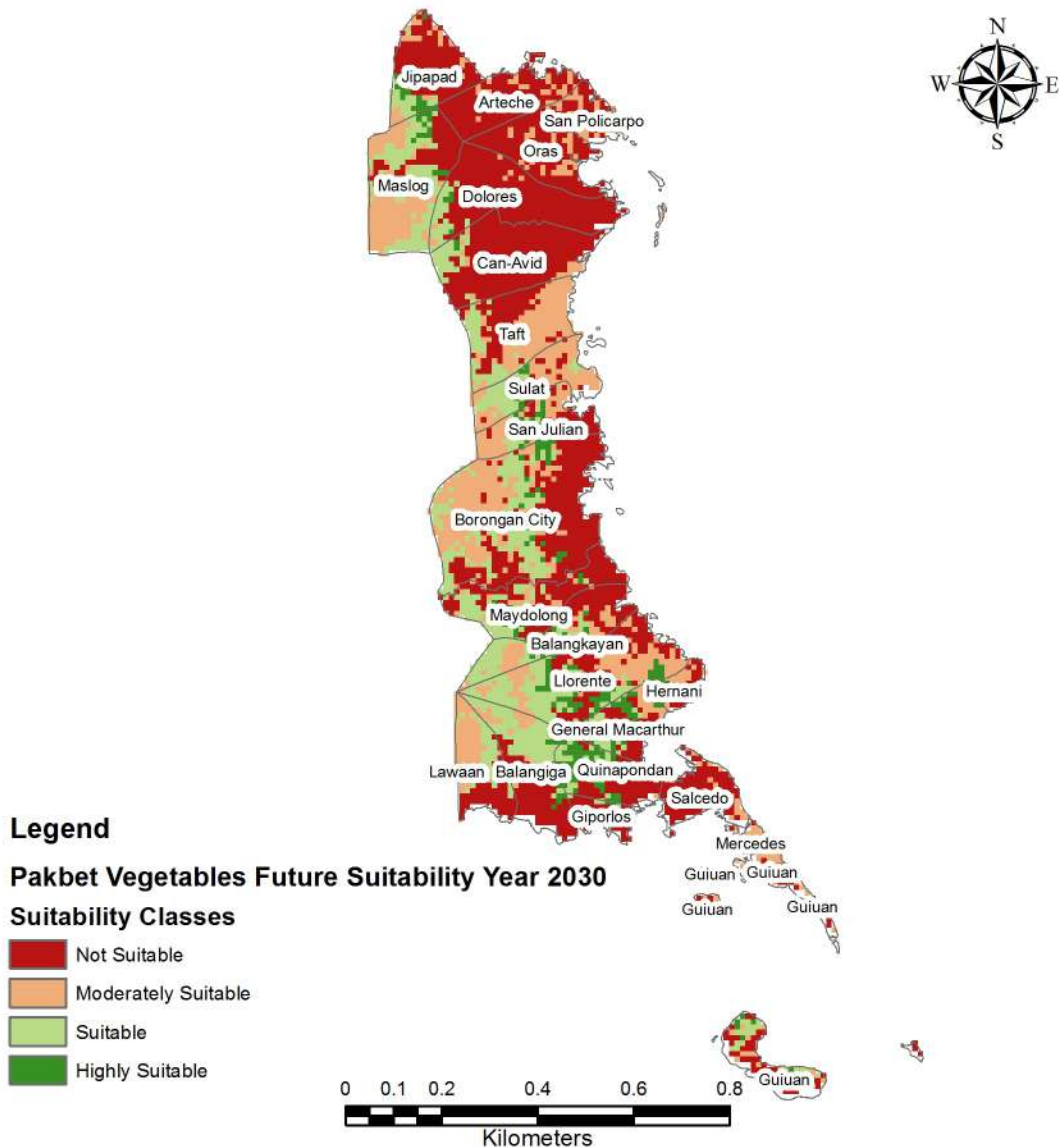 N
W E
S
Jipapad
Arteche
San Policarpo
Oras
Maslog
Dolores
Can-Avid
Taft
Sulat
San Julian
Borongan City
Maydolong
Balangkayan
Llorente
Hernani
General Macarthur
Lawaan Balangiga Quinapondan
Salcedo
Giporlos
Mercedes
Guiuan Guiuan
Guiuan Guiuan
Legend
Pakbet Vegetables Future Suitability Year 2030
Suitability Classes
Not Suitable
Moderately Suitable
Suitable
Highly Suitable
Guiuan
0 0.1 0.2 0.4 0.6 0.8
Kilometers